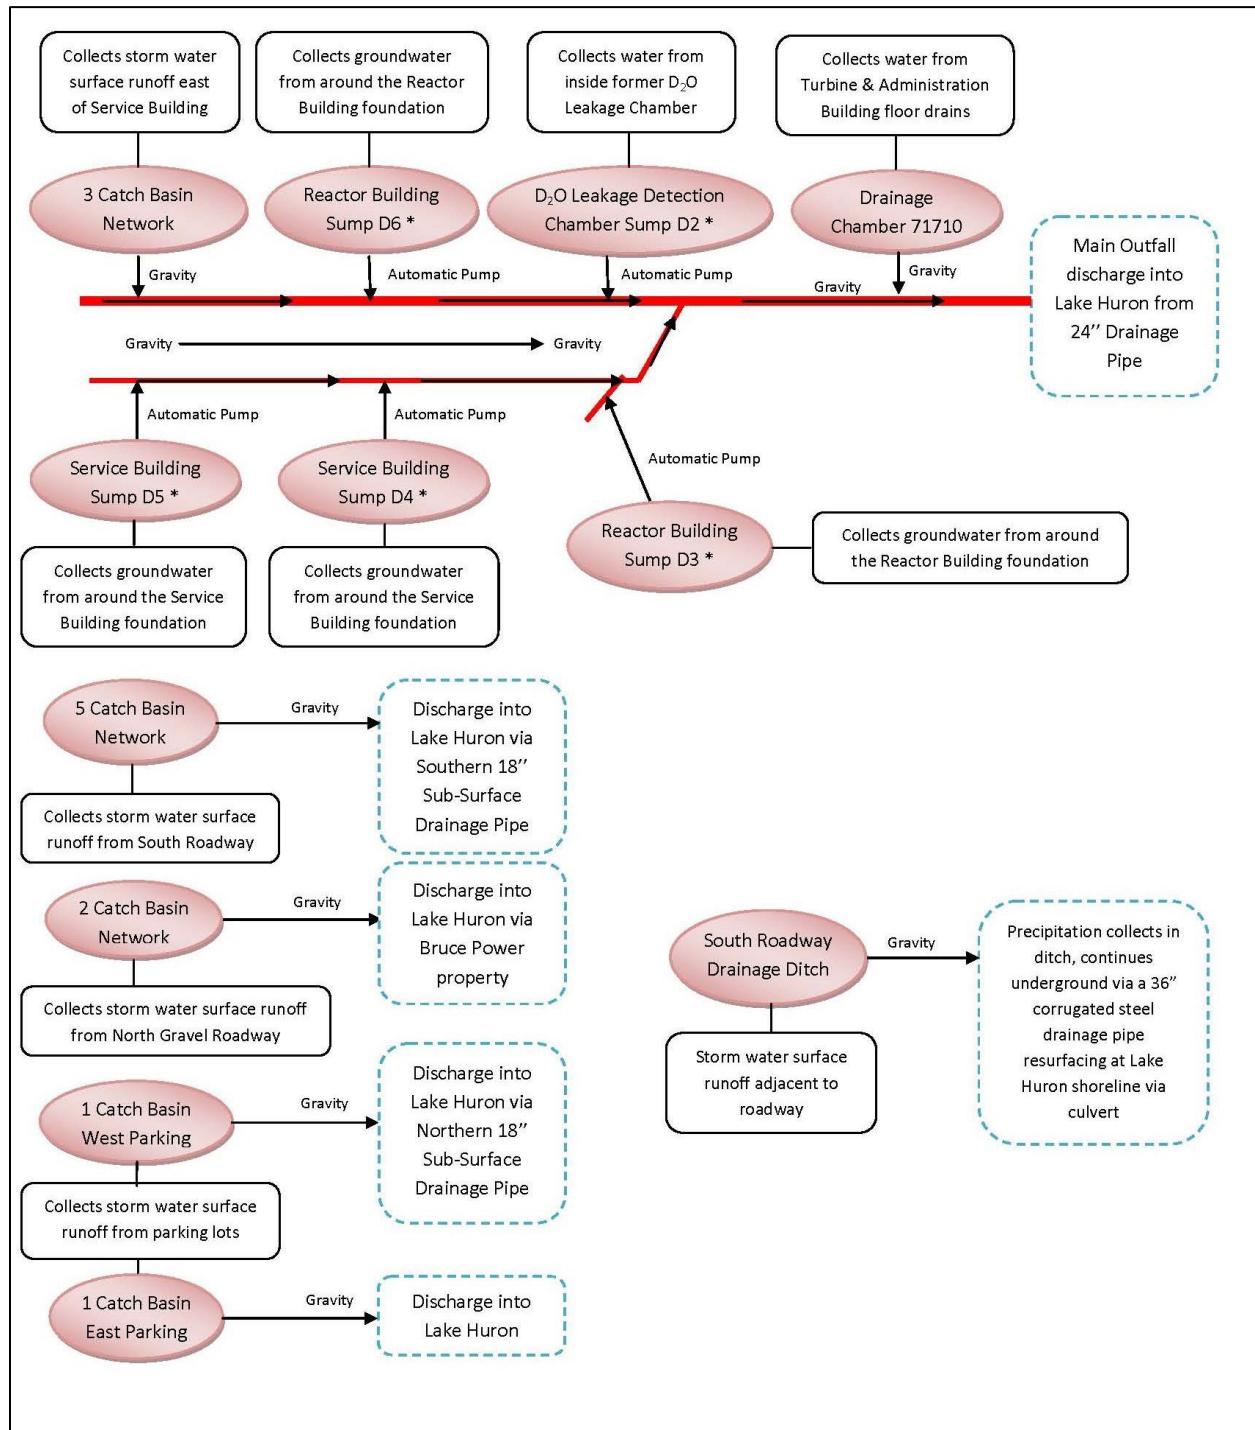 Collects storm water
surface runoff east
of Service Building
Collects groundwater
from around the Reactor
Building foundation
Collects water from
inside former D₂O
Leakage Chamber
Collects water from
Turbine & Administration
Building floor drains
3 Catch Basin
Network
Reactor Building
Sump D6 *
D₂O Leakage Detection
Chamber Sump D2 *
Drainage
Chamber 71710
Gravity
Automatic Pump
Automatic Pump
Gravity
Gravity
Main Outfall
discharge into
Lake Huron from
24’’ Drainage
Pipe
Gravity
Gravity
Automatic Pump
Automatic Pump
Automatic Pump
Service Building
Sump D5 *
Service Building
Sump D4 *
Reactor Building
Sump D3 *
Collects groundwater from around
the Reactor Building foundation
Collects groundwater
from around the Service
Building foundation
Collects groundwater
from around the Service
Building foundation
5 Catch Basin
Network
Gravity
Discharge into
Lake Huron via
Southern 18’’
Sub-Surface
Drainage Pipe
Collects storm water surface
runoff from South Roadway
2 Catch Basin
Network
Gravity
Discharge into
Lake Huron via
Bruce Power
property
Collects storm water surface runoff
from North Gravel Roadway
South Roadway
Drainage Ditch
Gravity
Precipitation collects in
ditch, continues
underground via a 36”
corrugated steel
drainage pipe
resurfacing at Lake
Huron shoreline via
culvert
Storm water surface
runoff adjacent to
roadway
1 Catch Basin
West Parking
Gravity
Discharge into
Lake Huron via
Northern 18’’
Sub-Surface
Drainage Pipe
Collects storm water surface
runoff from parking lots
1 Catch Basin
East Parking
Gravity
Discharge into
Lake Huron